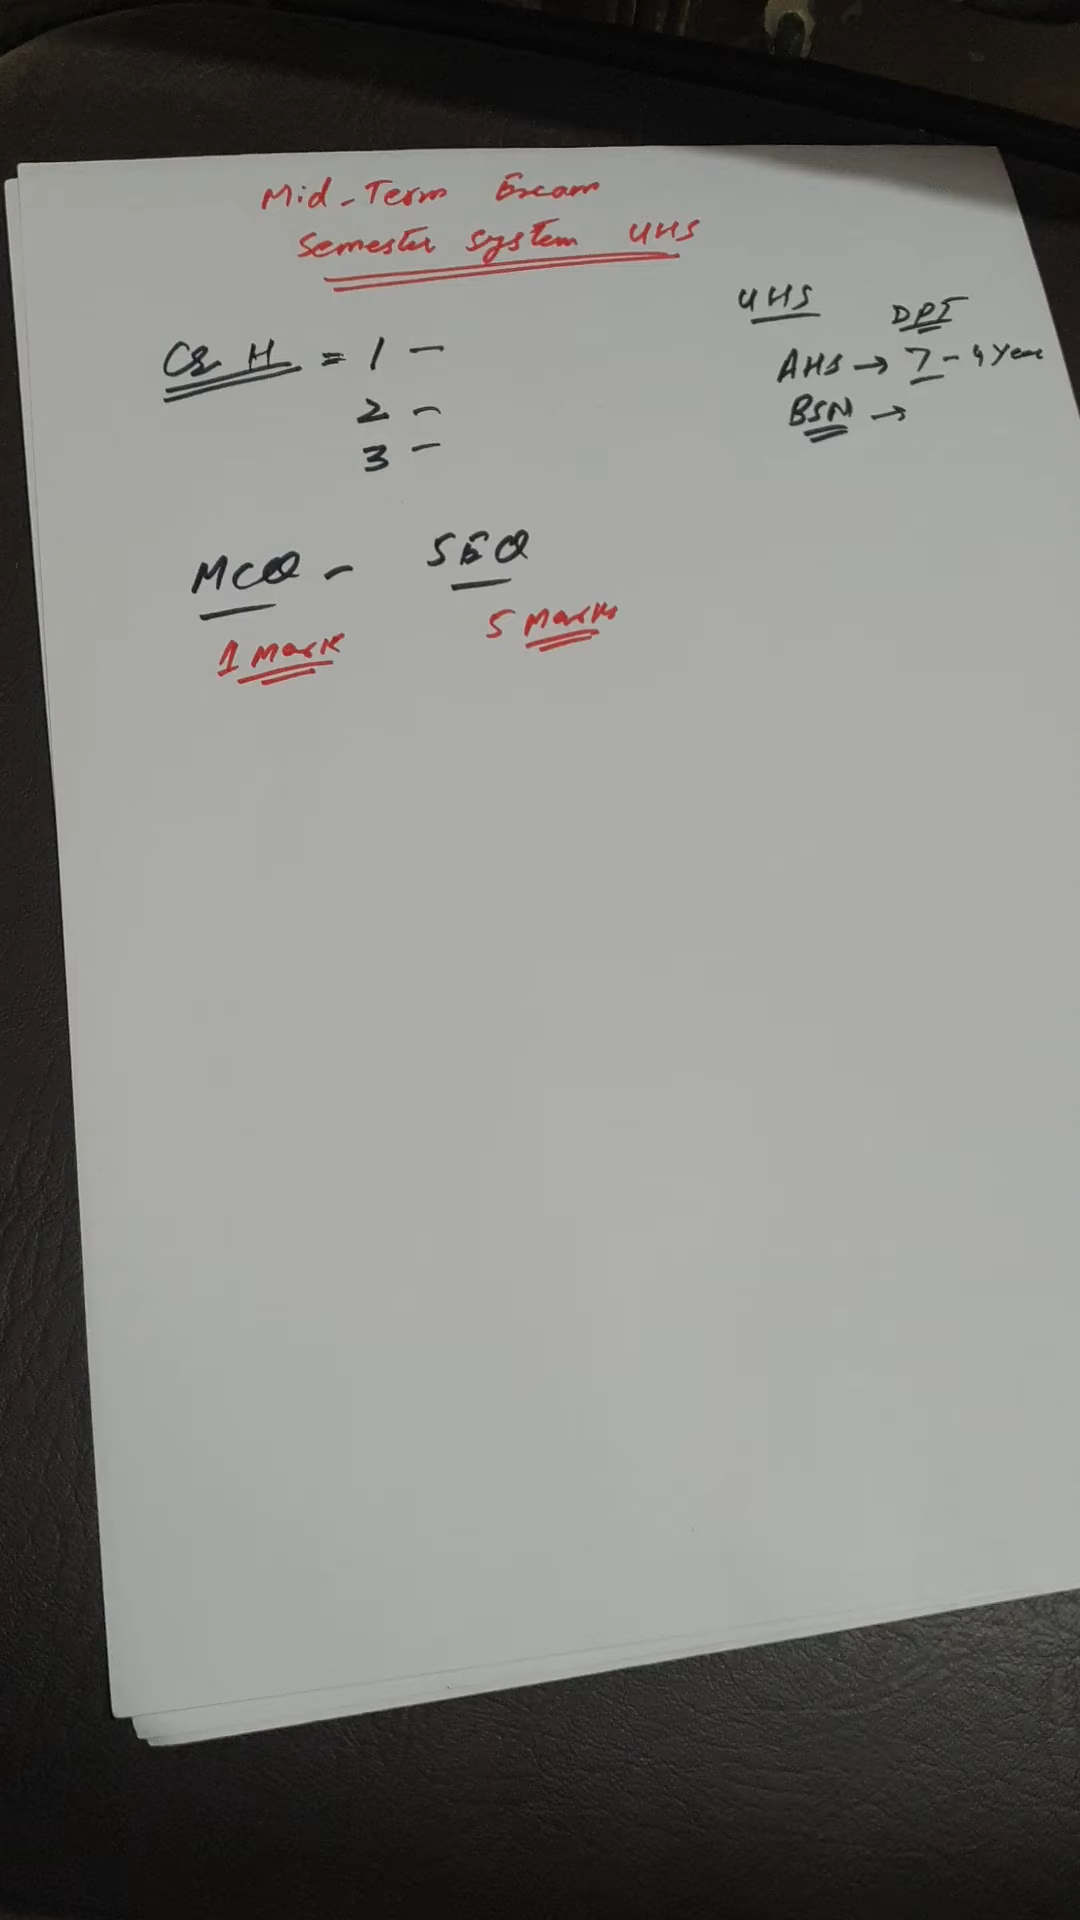 Mid-Term Exam
Semester System UHS
UHS
DPT
Cr H = 1 -
2 -
3 -
AHS → 7 - 4 Year
BSN →
MCQ - SEQ
1 Mark
5 Marks